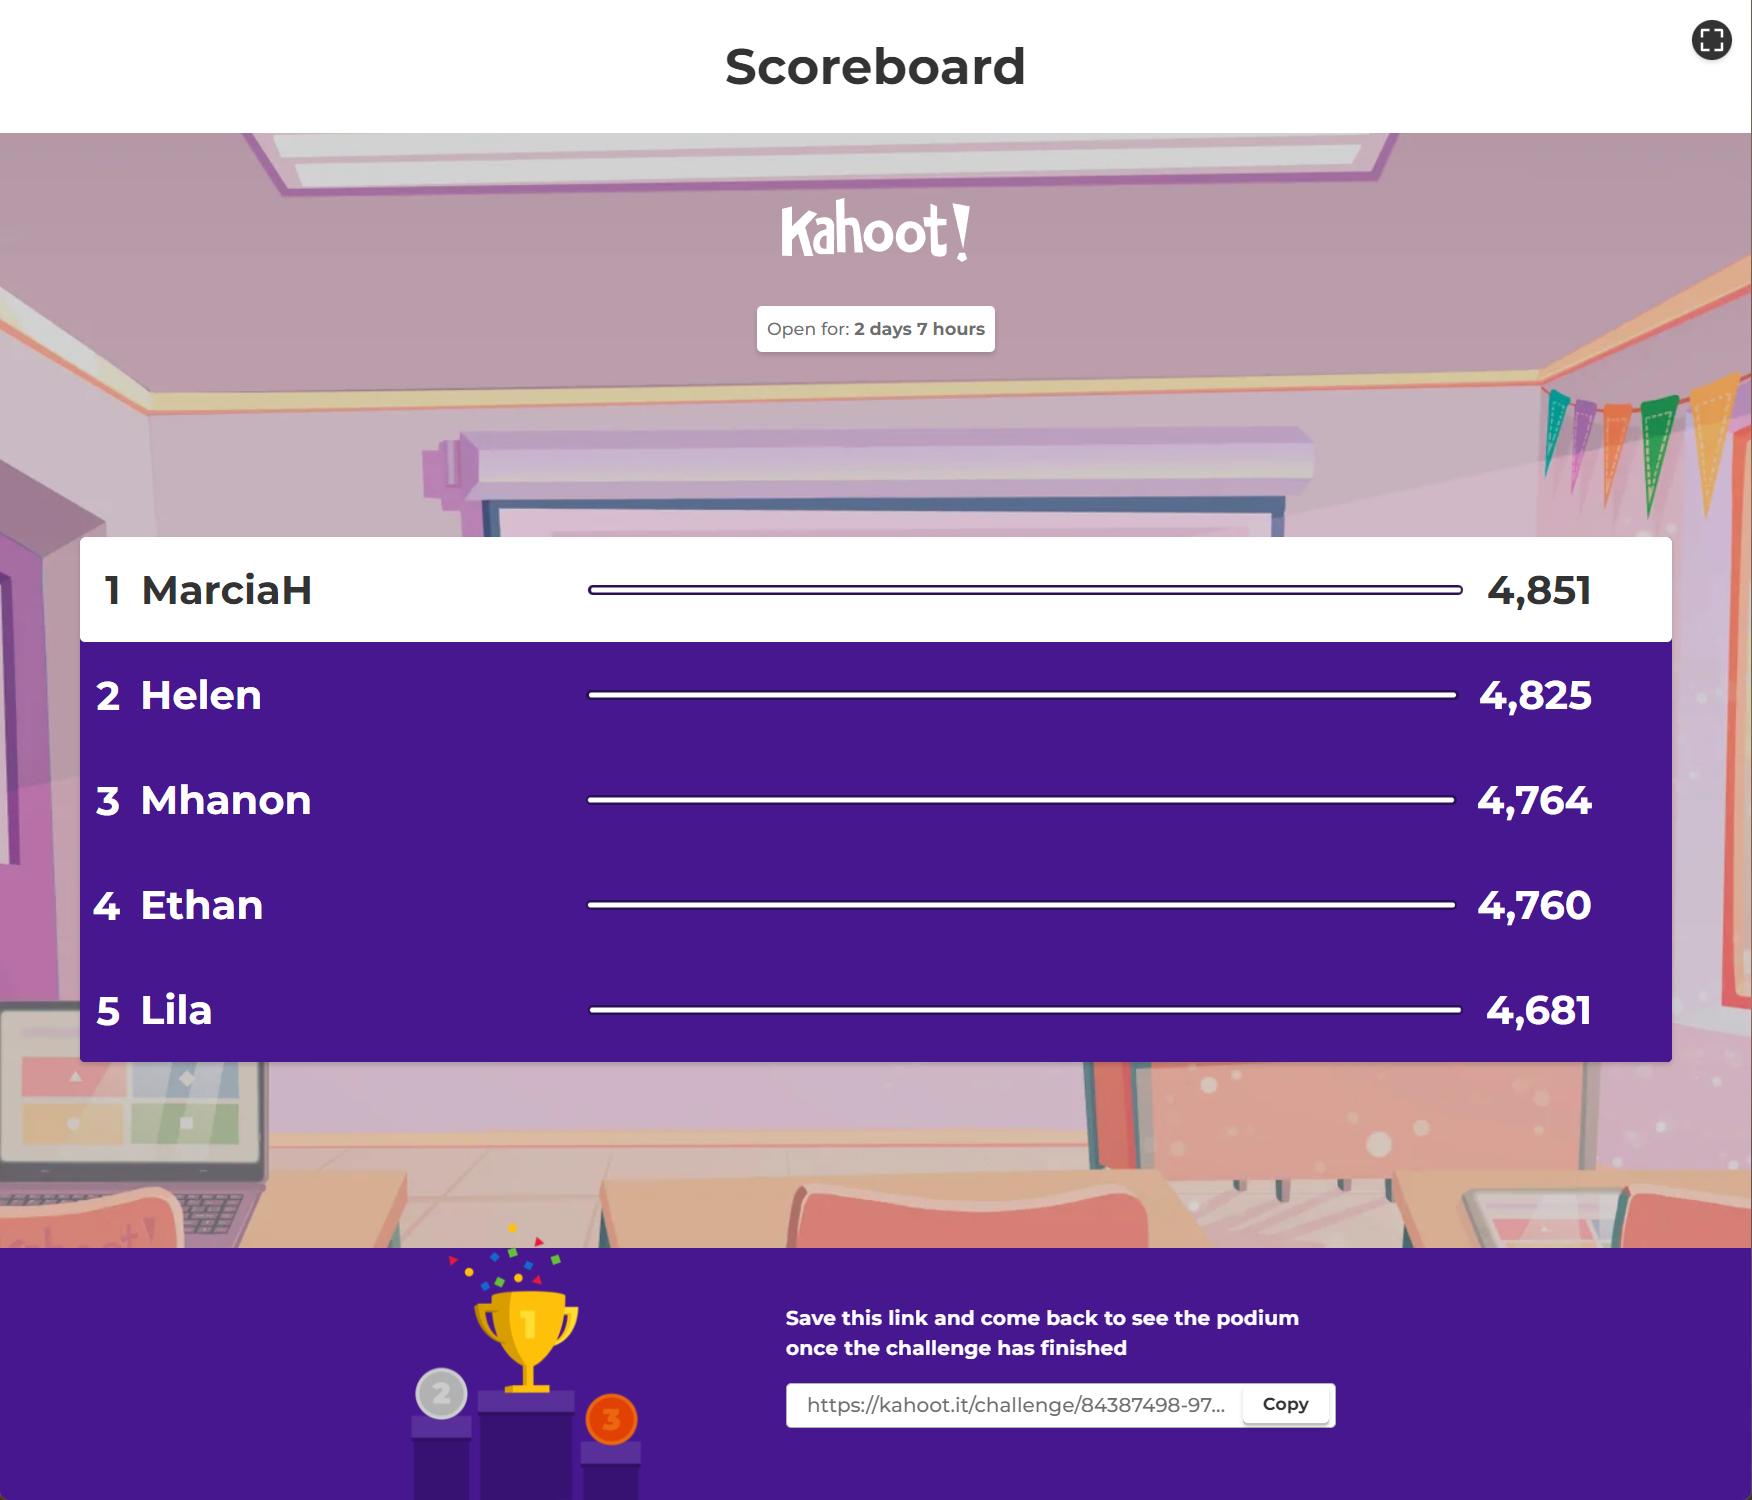 Scoreboard
Kahoot!
Open for: 2 days 7 hours
1 MarciaH 4,851
2 Helen 4,825
3 Mhanon 4,764
4 Ethan 4,760
5 Lila 4,681
1
2
3
Save this link and come back to see the podium
once the challenge has finished
https://kahoot.it/challenge/84387498-97... Copy